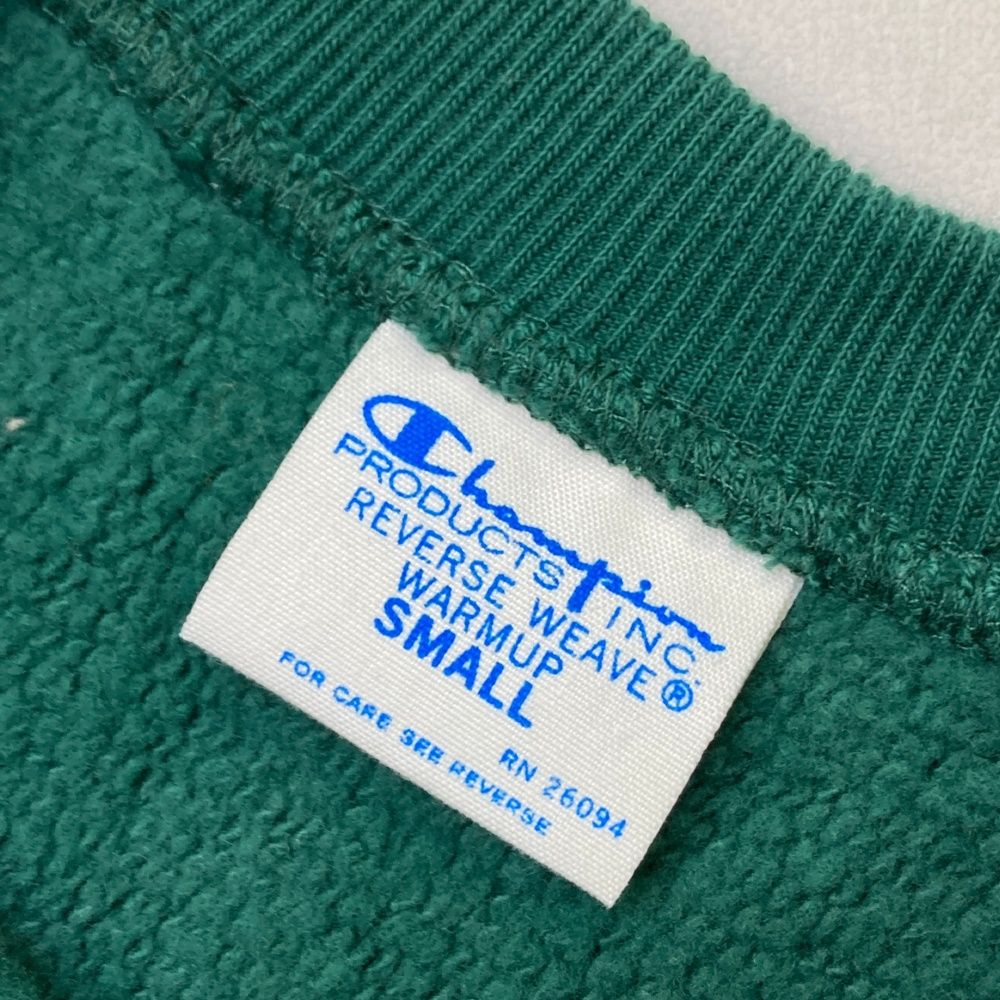 Champion
PRODUCTS INC.
REVERSE WEAVE®
WARMUP
SMALL
RN 26094
FOR CARE SEE REVERSE